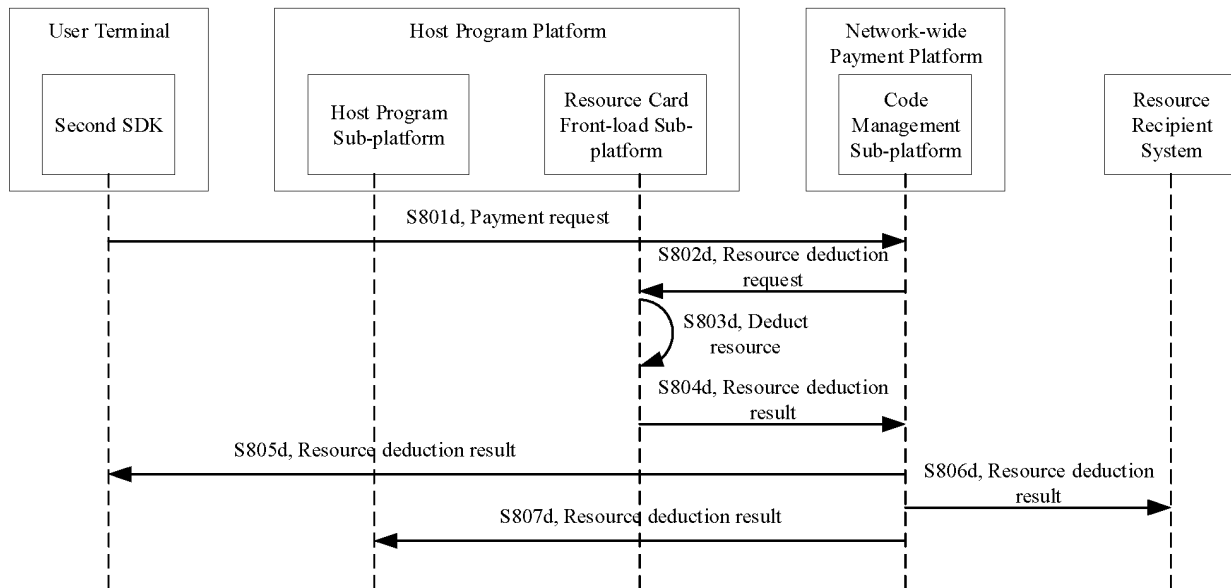 User Terminal
Host Program Platform
Network-wide
Payment Platform
Second SDK
Host Program
Sub-platform
Resource Card
Front-load Sub-
platform
Code
Management
Sub-platform
Resource
Recipient
System
S801d, Payment request
S802d, Resource deduction
request
S803d, Deduct
resource
S804d, Resource deduction
result
S805d, Resource deduction result
S806d, Resource deduction
result
S807d, Resource deduction result